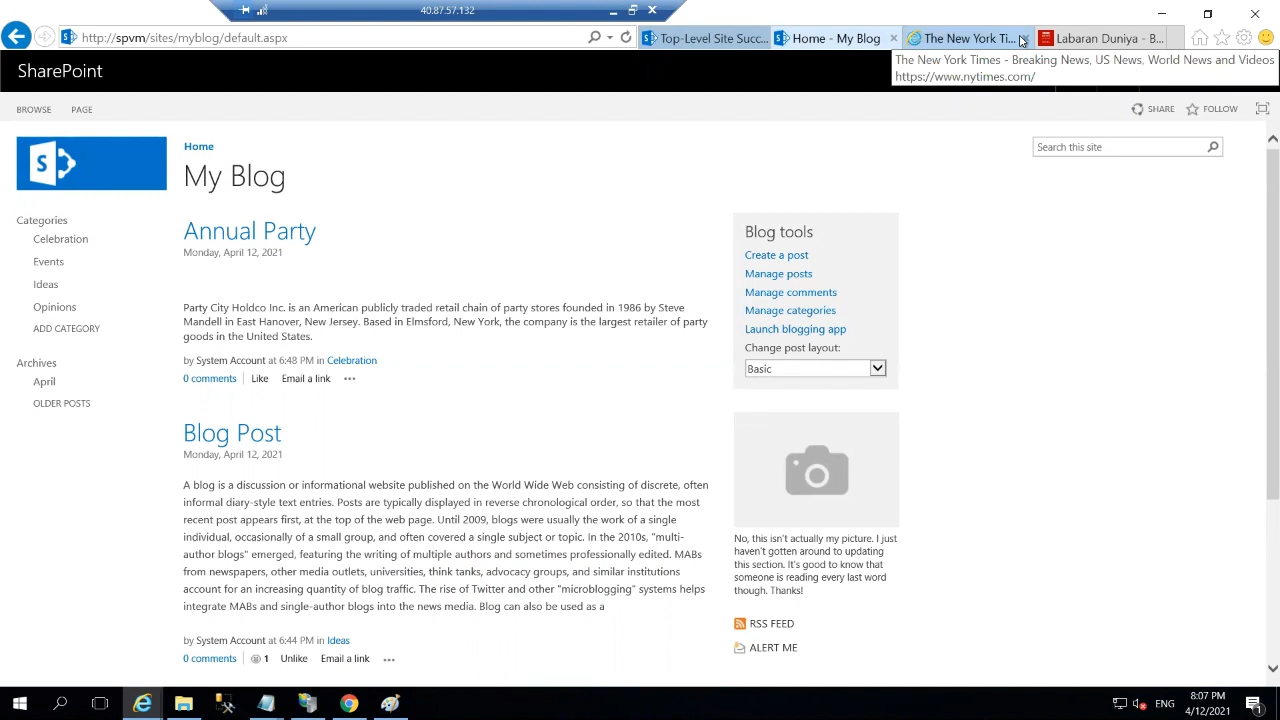 40.87.57.132
http://spvm/sites/myblog/default.aspx
Top-Level Site Succ...
Home - My Blog
The New York Ti...
Labaran Duniya - B...
The New York Times - Breaking News, US News, World News and Videos
https://www.nytimes.com/
SharePoint
BROWSE
PAGE
SHARE
FOLLOW
Home
My Blog
Search this site
Categories
Celebration
Events
Ideas
Opinions
ADD CATEGORY
Archives
April
OLDER POSTS
Annual Party
Monday, April 12, 2021
Party City Holdco Inc. is an American publicly traded retail chain of party stores founded in 1986 by Steve
Mandell in East Hanover, New Jersey. Based in Elmsford, New York, the company is the largest retailer of party
goods in the United States.
by System Account at 6:48 PM in Celebration
0 comments
Like
Email a link
Blog Post
Monday, April 12, 2021
A blog is a discussion or informational website published on the World Wide Web consisting of discrete, often
informal diary-style text entries. Posts are typically displayed in reverse chronological order, so that the most
recent post appears first, at the top of the web page. Until 2009, blogs were usually the work of a single
individual, occasionally of a small group, and often covered a single subject or topic. In the 2010s, "multi-
author blogs" emerged, featuring the writing of multiple authors and sometimes professionally edited. MABs
from newspapers, other media outlets, universities, think tanks, advocacy groups, and similar institutions
account for an increasing quantity of blog traffic. The rise of Twitter and other "microblogging" systems helps
integrate MABs and single-author blogs into the news media. Blog can also be used as a
by System Account at 6:44 PM in Ideas
0 comments
1
Unlike
Email a link
Blog tools
Create a post
Manage posts
Manage comments
Manage categories
Launch blogging app
Change post layout:
Basic
No, this isn't actually my picture. I just
haven't gotten around to updating
this section. It's good to know that
someone is reading every last word
though. Thanks!
RSS FEED
ALERT ME
ENG
8:07 PM
4/12/2021
1